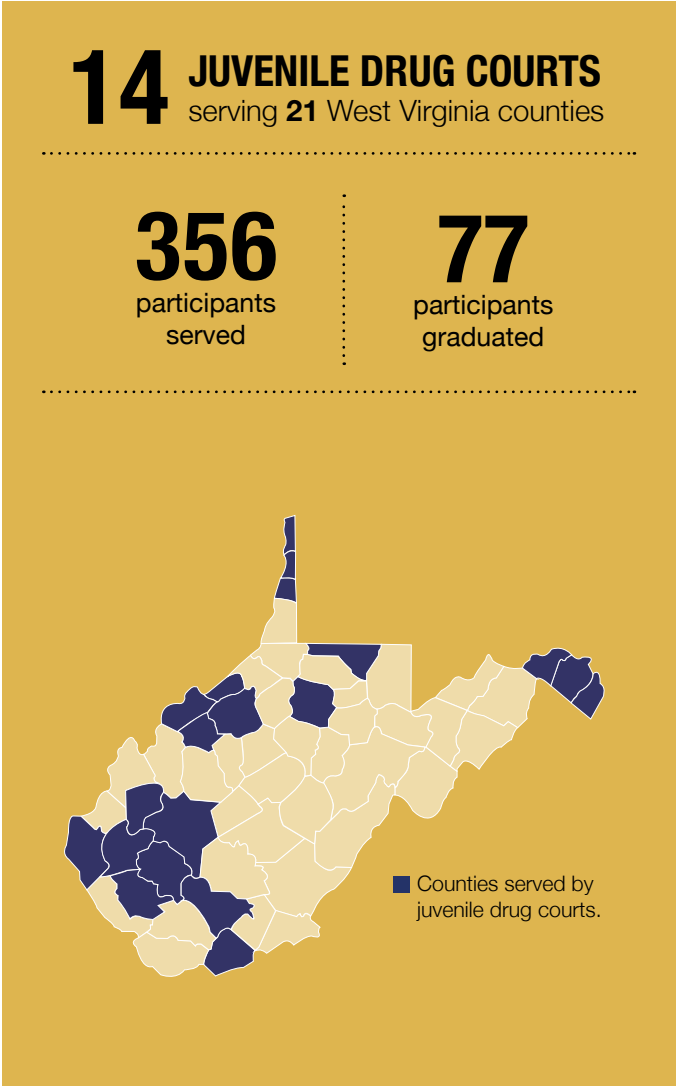 14 JUVENILE DRUG COURTS
serving 21 West Virginia counties
356
participants
served
77
participants
graduated
Counties served by
juvenile drug courts.